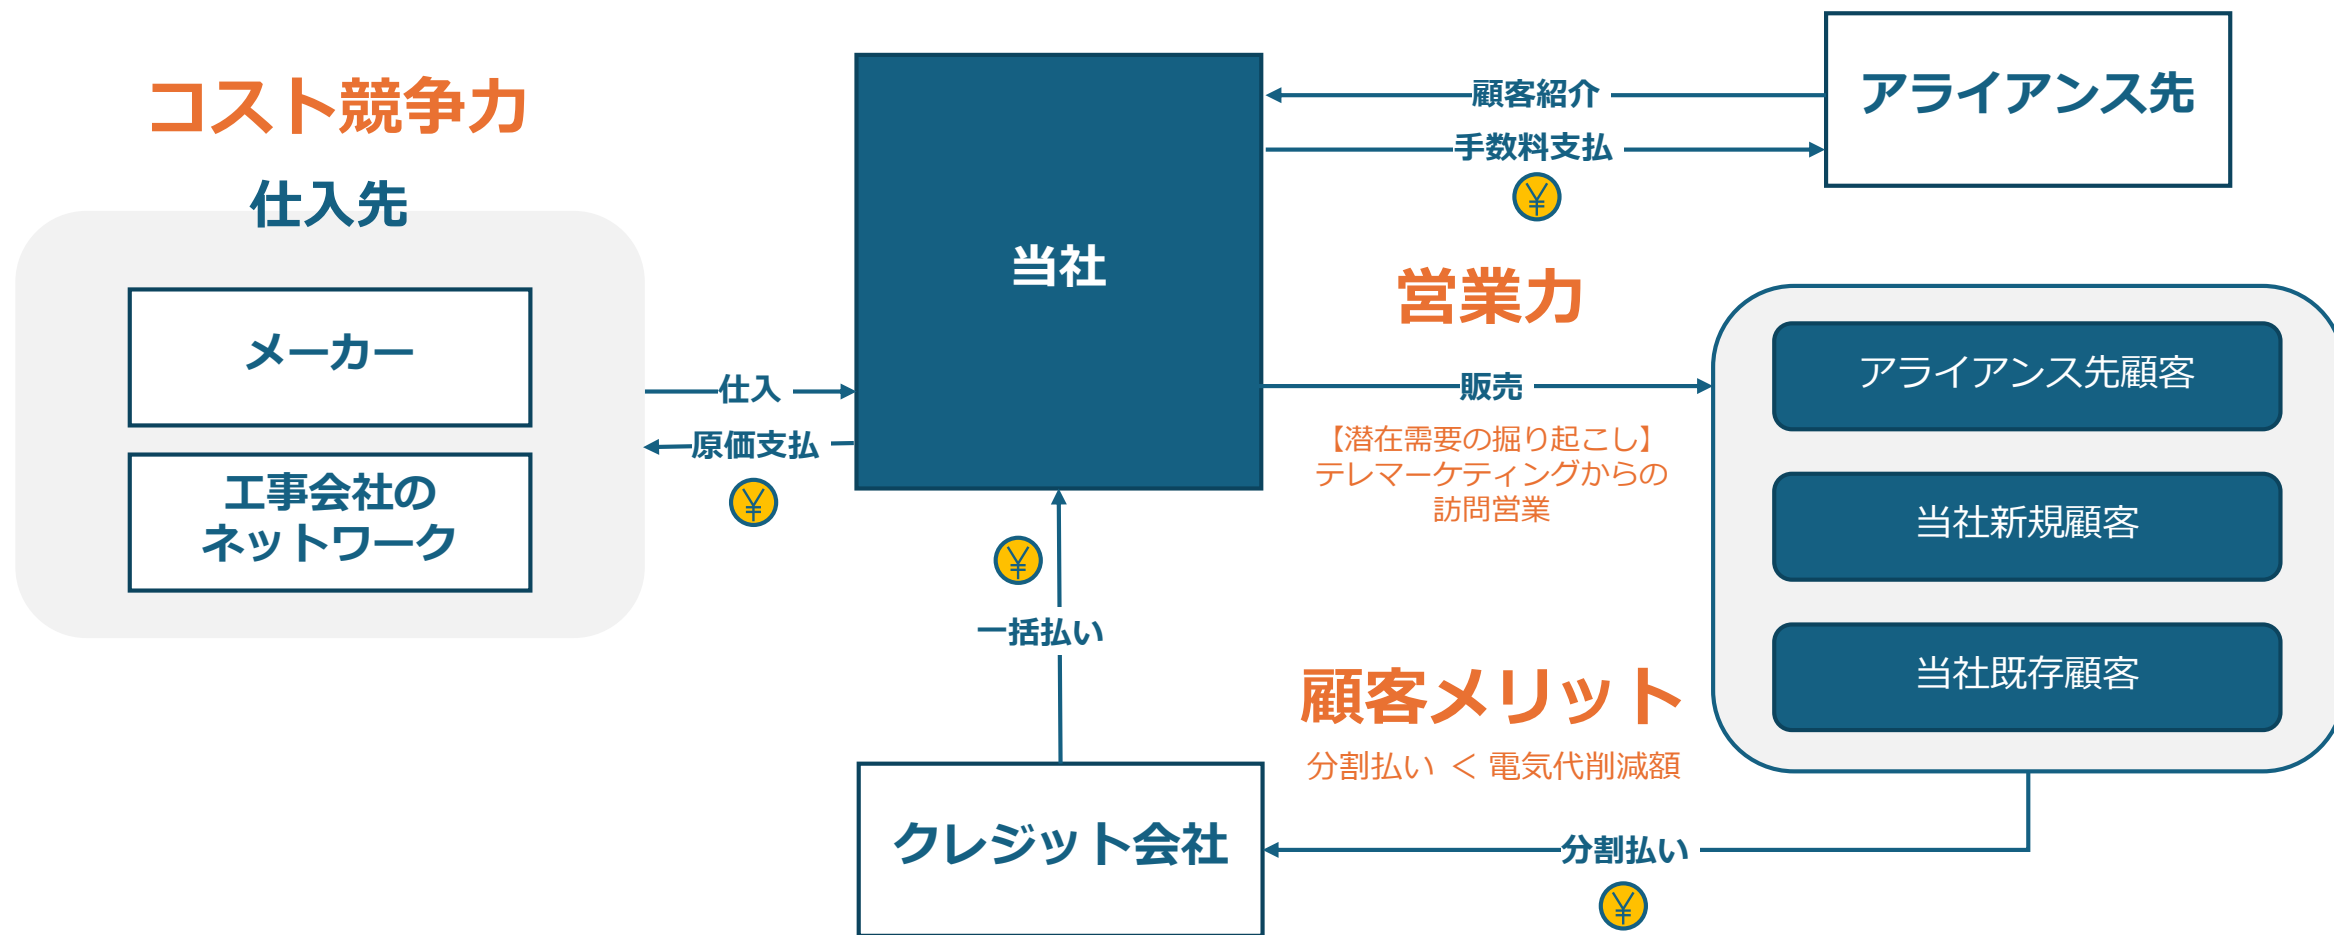 コスト競争力
仕入先
メーカー
工事会社の
ネットワーク
仕入
原価支払
¥
当社
顧客紹介
手数料支払
¥
アライアンス先
営業力
販売
【潜在需要の掘り起こし】
テレマーケティングからの
訪問営業
アライアンス先顧客
当社新規顧客
当社既存顧客
¥
一括払い
顧客メリット
分割払い ＜ 電気代削減額
クレジット会社
分割払い
¥